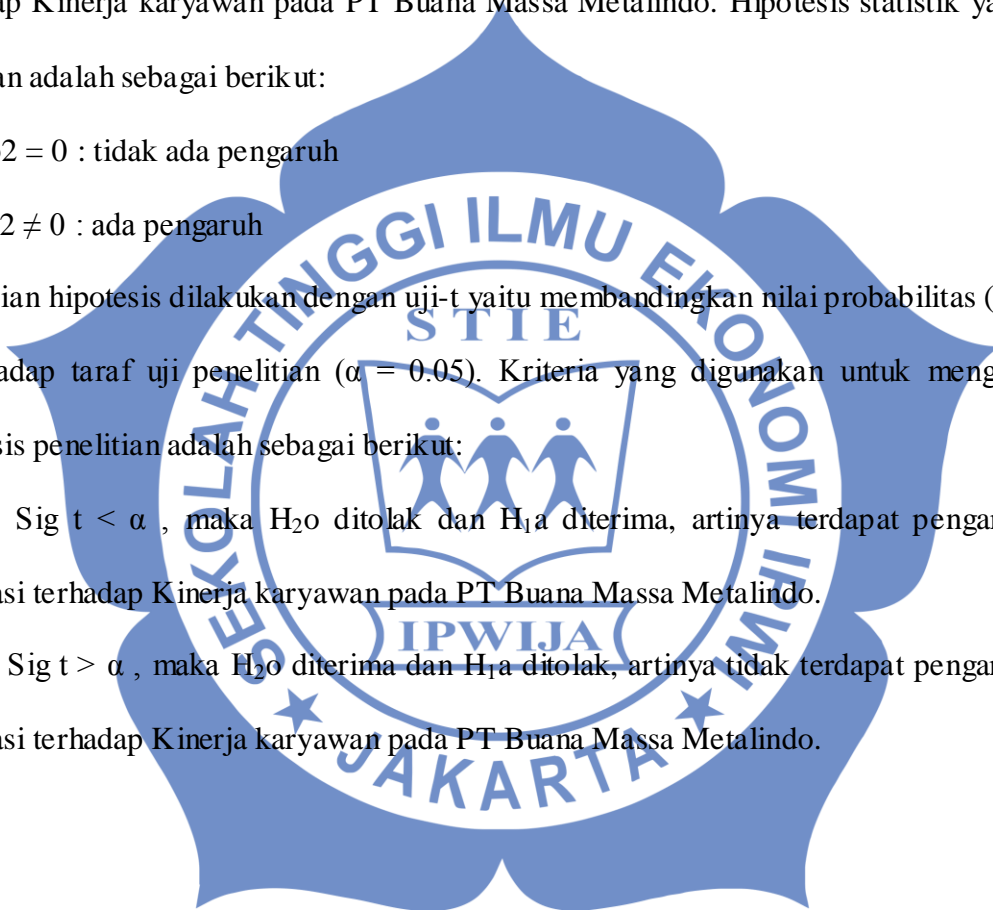 ap Kinerja karyawan pada PT Buana Massa Metalindo. Hipotesis statistik ya
an adalah sebagai berikut:
2 = 0 : tidak ada pengaruh
2 ≠ 0 : ada pengaruh
ian hipotesis dilakukan dengan uji-t yaitu membandingkan nilai probabilitas (
adap taraf uji penelitian (α = 0.05). Kriteria yang digunakan untuk meng
sis penelitian adalah sebagai berikut:
Sig t < α , maka H₂o ditolak dan H₁a diterima, artinya terdapat pengar
asi terhadap Kinerja karyawan pada PT Buana Massa Metalindo.
Sig t > α , maka H₂o diterima dan H₁a ditolak, artinya tidak terdapat pengar
asi terhadap Kinerja karyawan pada PT Buana Massa Metalindo.
SEKOLAH TINGGI ILMU EKONOMI IPWI
STIE
IPWIJA
★ JAKARTA ★